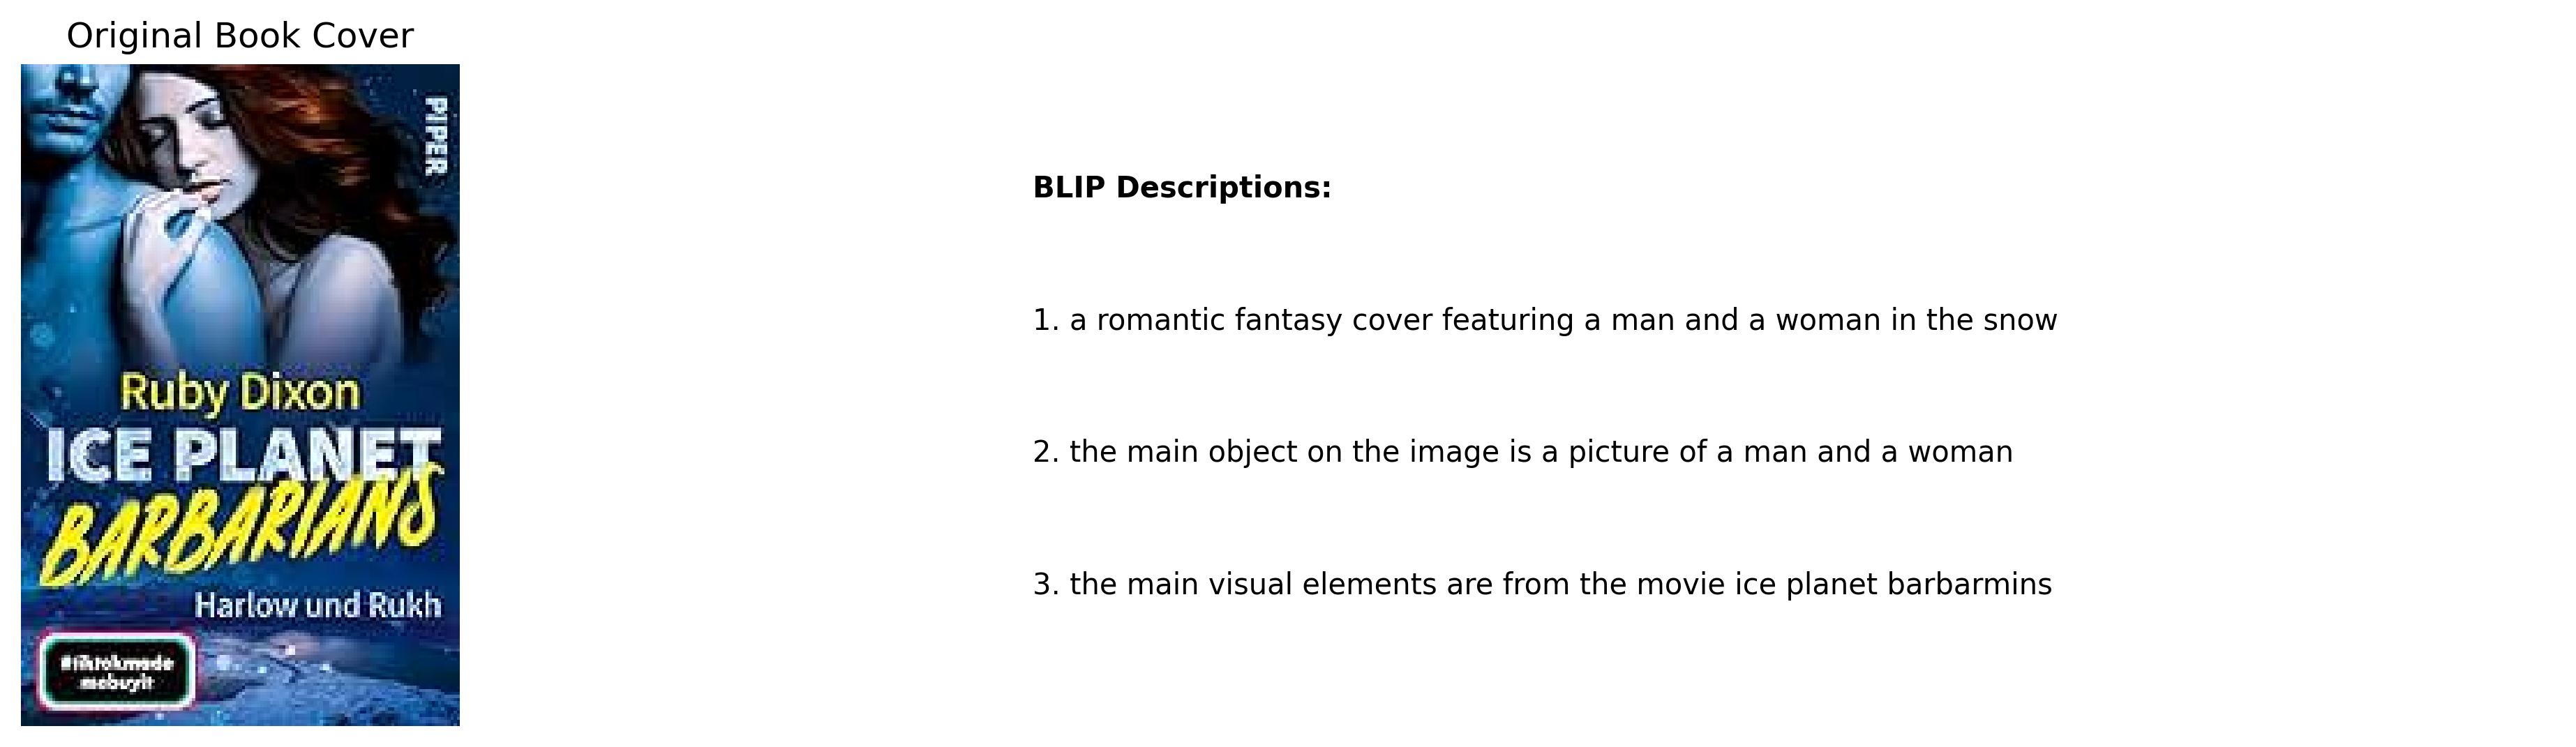 Original Book Cover
PIPER
Ruby Dixon
ICE PLANET
BARBARIANS
Harlow und Rukh
#tiktokmade
mebuyit
BLIP Descriptions:
1. a romantic fantasy cover featuring a man and a woman in the snow
2. the main object on the image is a picture of a man and a woman
3. the main visual elements are from the movie ice planet barbarmins